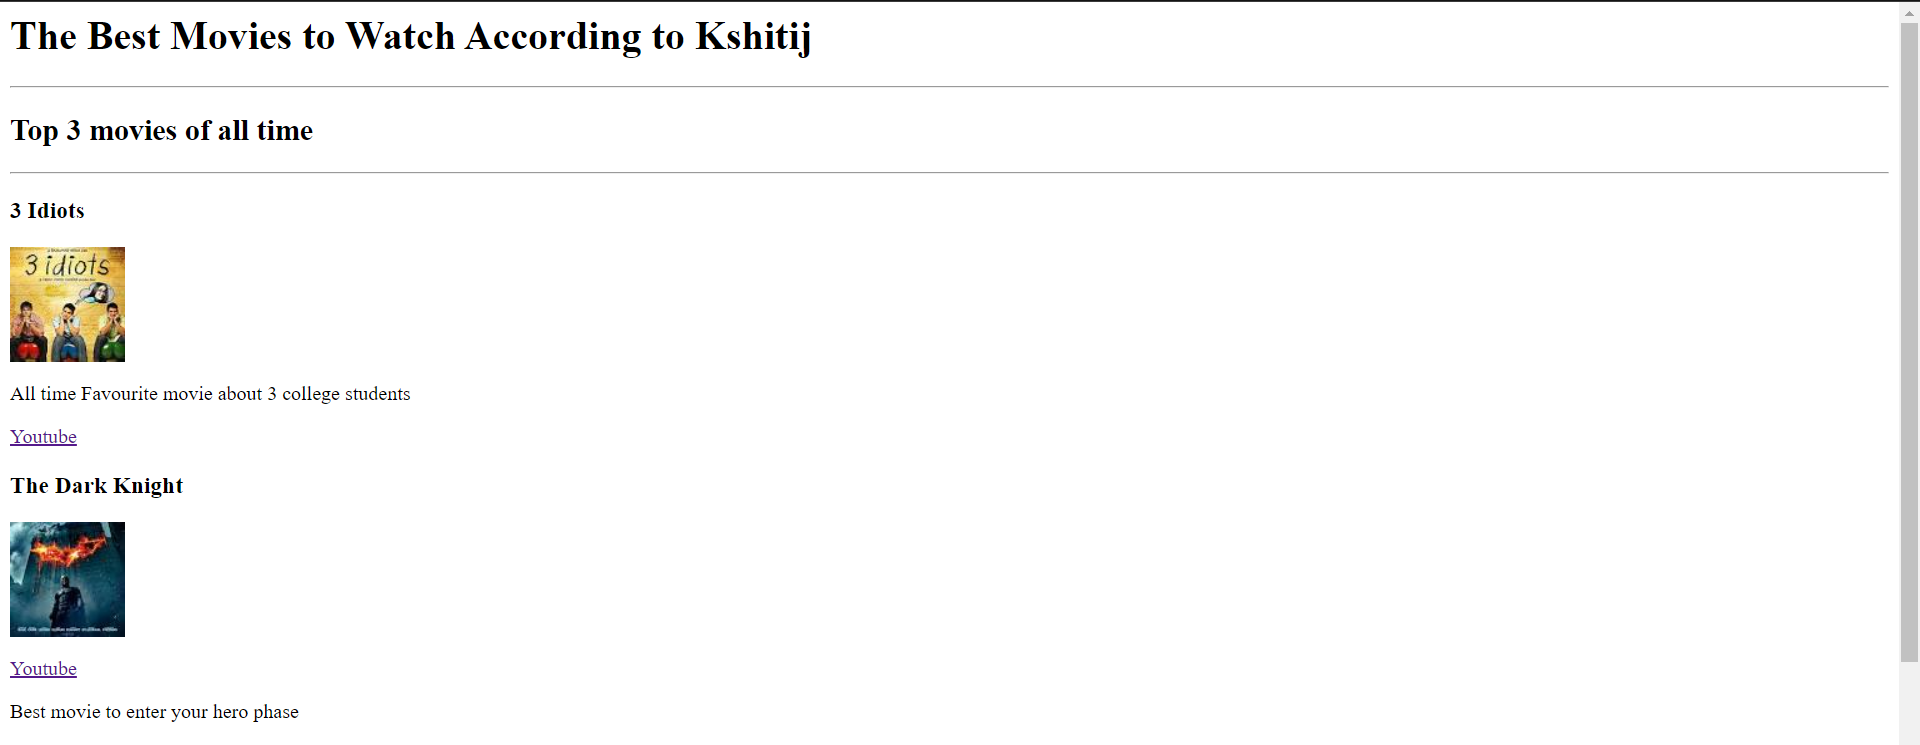 The Best Movies to Watch According to Kshitij
Top 3 movies of all time
3 Idiots
3 idiots
All time Favourite movie about 3 college students
Youtube
The Dark Knight
Youtube
Best movie to enter your hero phase